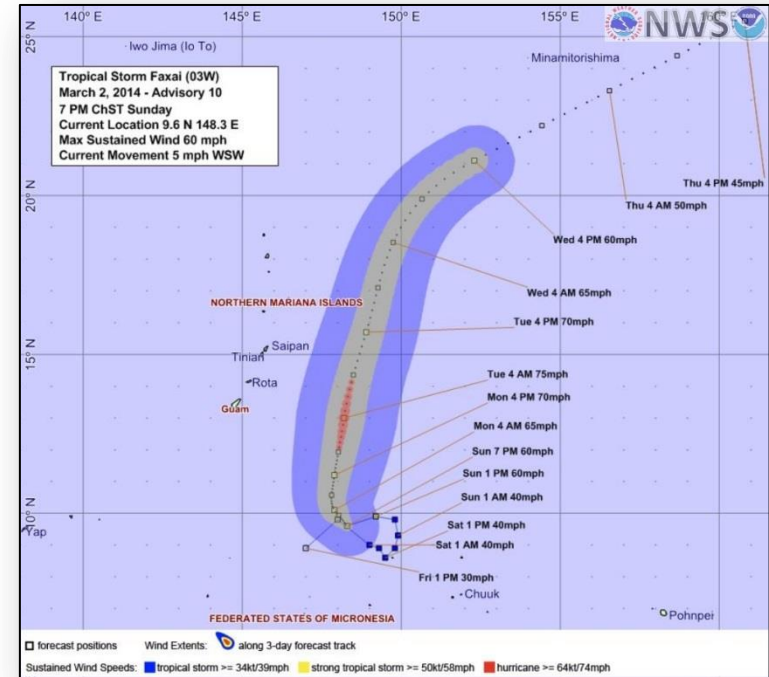 140° E
145° E
150° E
155° E
160° E
NWS
25° N
20° N
15° N
10° N
Iwo Jima (Io To)
Minamitorishima
Tropical Storm Faxai (03W)
March 2, 2014 - Advisory 10
7 PM ChST Sunday
Current Location 9.6 N 148.3 E
Max Sustained Wind 60 mph
Current Movement 5 mph WSW
Thu 4 PM 45mph
Thu 4 AM 50mph
Wed 4 PM 60mph
Wed 4 AM 65mph
NORTHERN MARIANA ISLANDS
Tue 4 PM 70mph
Saipan
Tinian
Rota
Guam
Tue 4 AM 75mph
Mon 4 PM 70mph
Mon 4 AM 65mph
Sun 7 PM 60mph
Sun 1 PM 60mph
Sun 1 AM 40mph
Sat 1 PM 40mph
Sat 1 AM 40mph
Fri 1 PM 30mph
Yap
Chuuk
Pohnpei
FEDERATED STATES OF MICRONESIA
forecast positions Wind Extents: along 3-day forecast track
Sustained Wind Speeds: tropical storm >= 34kt/39mph strong tropical storm >= 50kt/58mph hurricane >= 64kt/74mph